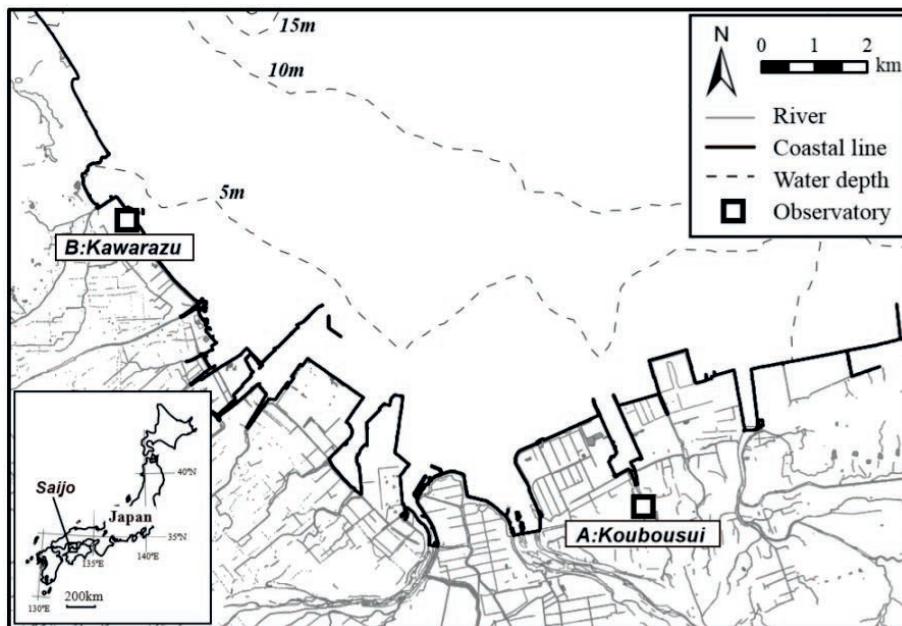 15m
10m
5m
N
0 1 2
km
River
Coastal line
Water depth
Observatory
B:Kawarazu
A:Koubousui
Saijo
Japan
40°N
35°N
140°E
135°E
130°E
200km